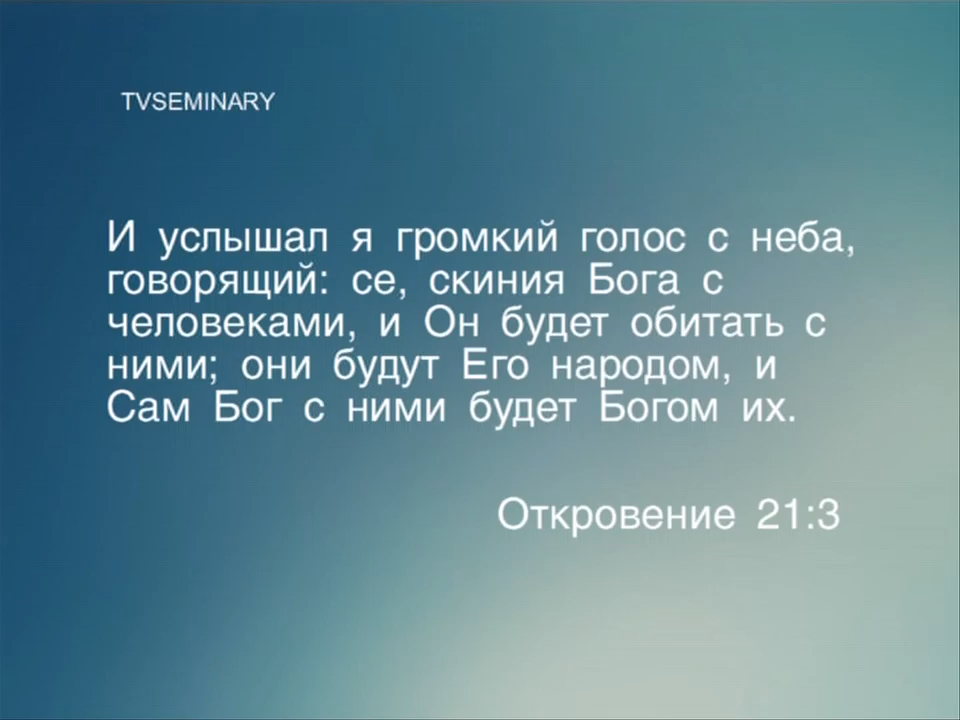 TVSEMINARY
И услышал я громкий голос с неба,
говорящий: се, скиния Бога с
человеками, и Он будет обитать с
ними; они будут Его народом, и
Сам Бог с ними будет Богом их.
Откровение 21:3